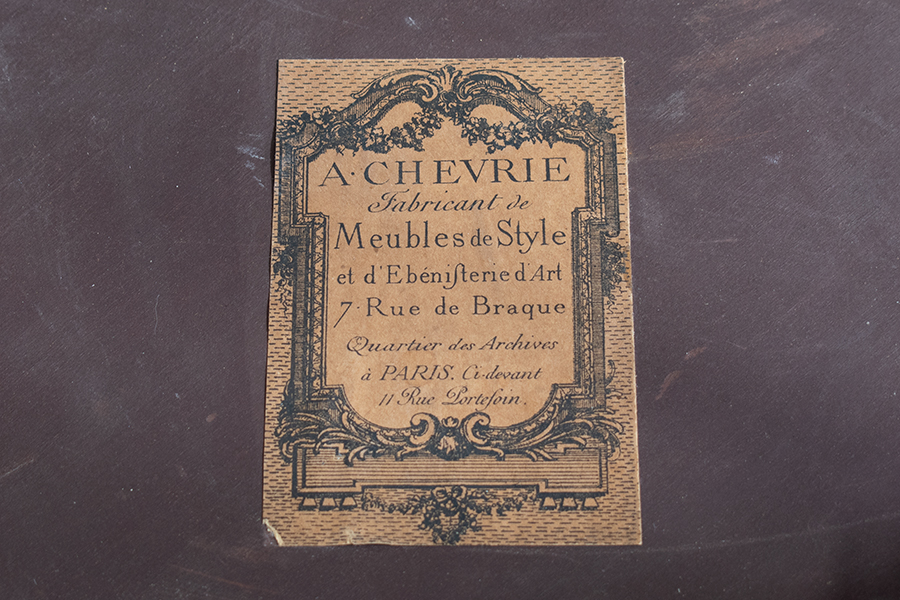 A·CHEVRIE
Fabricant de
Meubles de Style
et d'Ebéniſterie d'Art
7·Rue de Braque
Quartier des Archives
à PARIS. Ci-devant
11 Rue Portefoin.